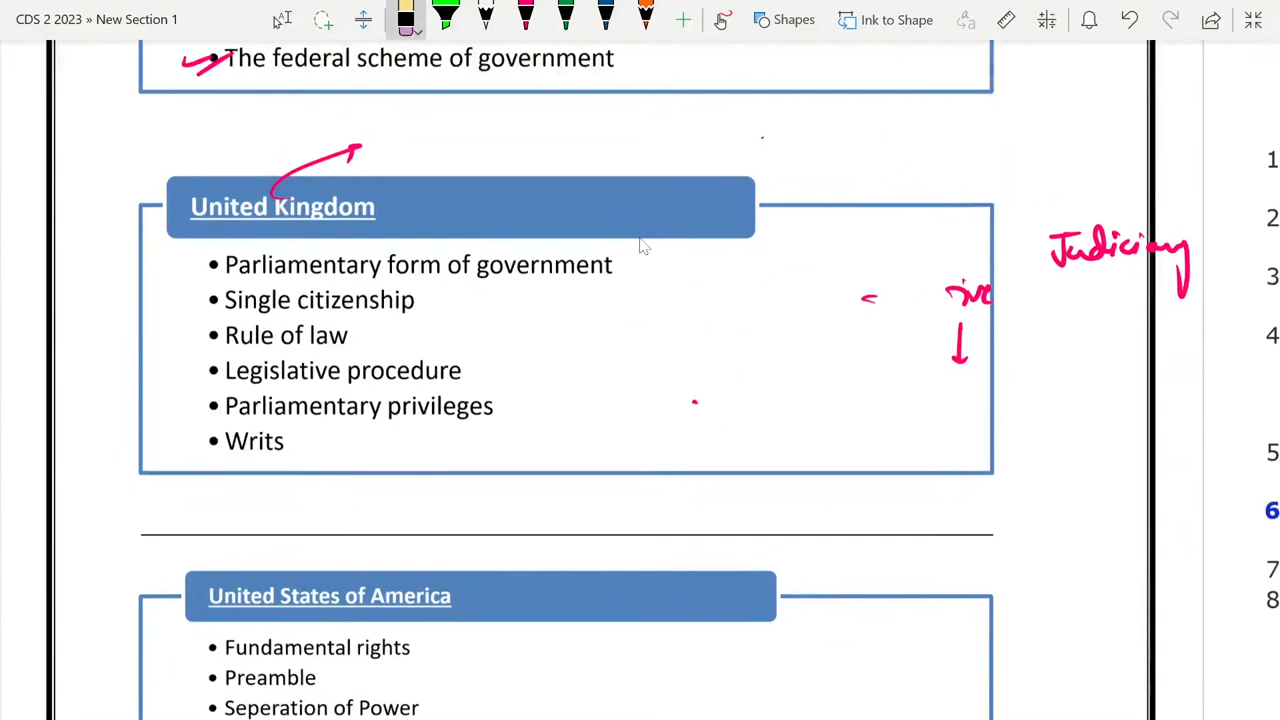 CDS 2 2023 » New Section 1
Shapes
Ink to Shape
• The federal scheme of government
United Kingdom
• Parliamentary form of government
• Single citizenship
• Rule of law
• Legislative procedure
• Parliamentary privileges
• Writs
Judiciary
United States of America
• Fundamental rights
• Preamble
• Seperation of Power
1
2
3
4
5
6
7
8